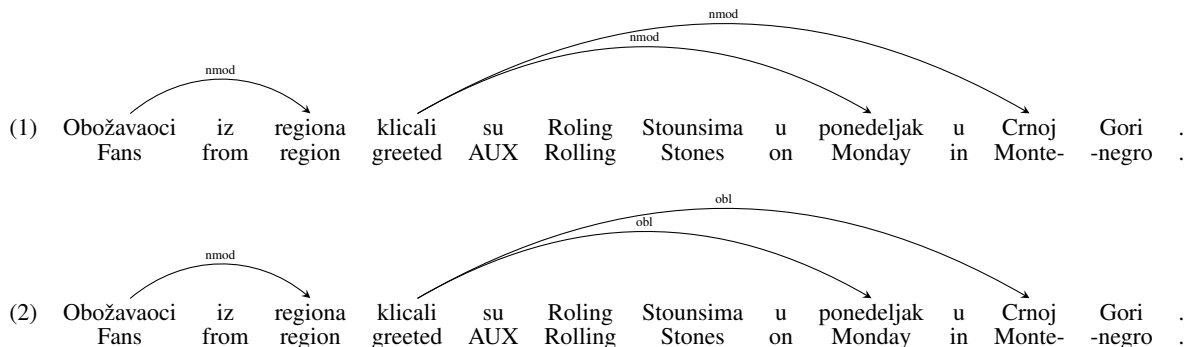 nmod
nmod
nmod
(1) Obožavaoci iz regiona klicali su Roling Stounsima u ponedeljak u Crnoj Gori .
Fans from region greeted AUX Rolling Stones on Monday in Monte- -negro .
obl
obl
nmod
(2) Obožavaoci iz regiona klicali su Roling Stounsima u ponedeljak u Crnoj Gori .
Fans from region greeted AUX Rolling Stones on Monday in Monte- -negro .